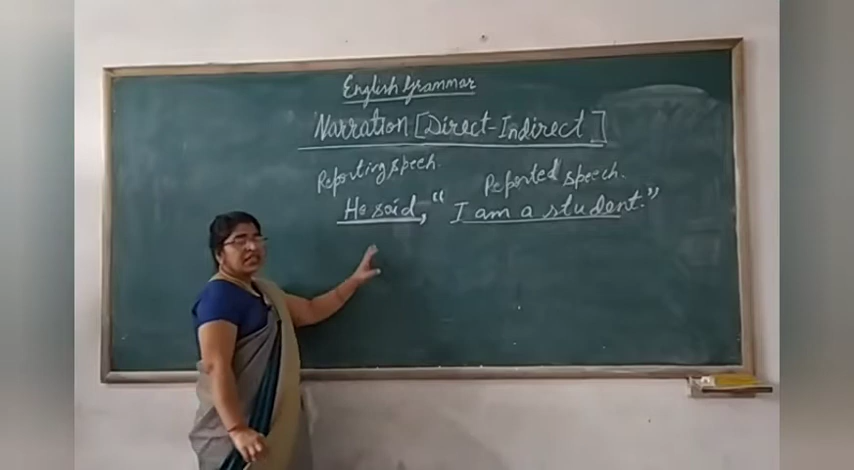 English Grammar
Narration [Direct-Indirect]
Reporting speech. Reported speech.
He said, "I am a student."